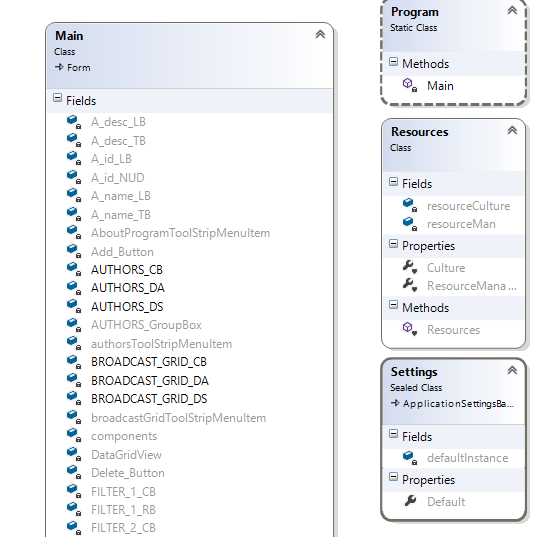 Main
Class
Form
Fields
A_desc_LB
A_desc_TB
A_id_LB
A_id_NUD
A_name_LB
A_name_TB
AboutProgramToolStripMenuItem
Add_Button
AUTHORS_CB
AUTHORS_DA
AUTHORS_DS
AUTHORS_GroupBox
authorsToolStripMenuItem
BROADCAST_GRID_CB
BROADCAST_GRID_DA
BROADCAST_GRID_DS
broadcastGridToolStripMenuItem
components
DataGridView
Delete_Button
FILTER_1_CB
FILTER_1_RB
FILTER_2_CB
Program
Static Class
Methods
Main
Resources
Class
Fields
resourceCulture
resourceMan
Properties
Culture
ResourceMana...
Methods
Resources
Settings
Sealed Class
ApplicationSettingsBa...
Fields
defaultInstance
Properties
Default